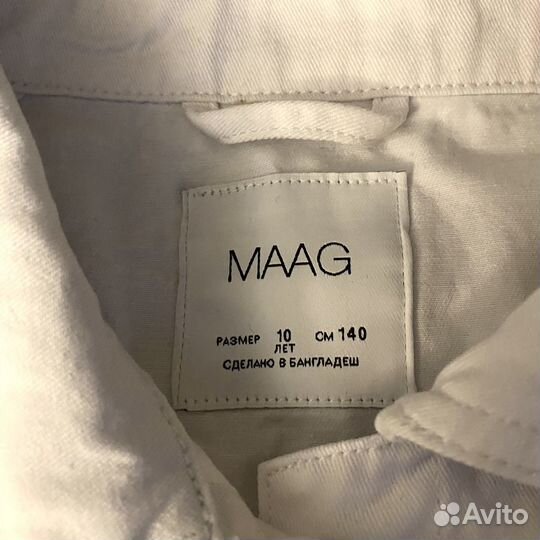 MAAG
РАЗМЕР 10 ЛЕТ СМ 140
СДЕЛАНО В БАНГЛАДЕШ
Avito